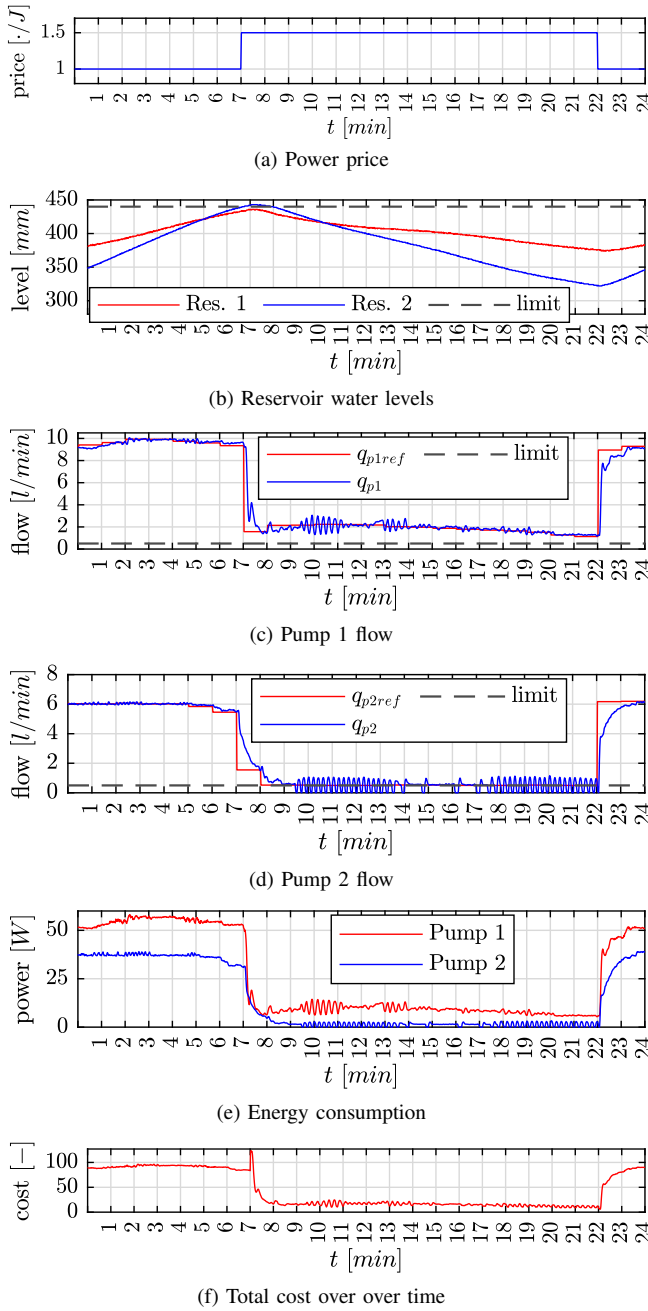 price [·/J]
1.5
1
1 2 3 4 5 6 7 8 9 10 11 12 13 14 15 16 17 18 19 20 21 22 23 24
t [min]
(a) Power price
level [mm]
450
400
350
300
Res. 1 Res. 2 limit
1 2 3 4 5 6 7 8 9 10 11 12 13 14 15 16 17 18 19 20 21 22 23 24
t [min]
(b) Reservoir water levels
flow [l/min]
10
8
6
4
2
0
q_{p1ref} limit
q_{p1}
1 2 3 4 5 6 7 8 9 10 11 12 13 14 15 16 17 18 19 20 21 22 23 24
t [min]
(c) Pump 1 flow
flow [l/min]
8
6
4
2
0
q_{p2ref} limit
q_{p2}
1 2 3 4 5 6 7 8 9 10 11 12 13 14 15 16 17 18 19 20 21 22 23 24
t [min]
(d) Pump 2 flow
power [W]
50
25
0
Pump 1
Pump 2
1 2 3 4 5 6 7 8 9 10 11 12 13 14 15 16 17 18 19 20 21 22 23 24
t [min]
(e) Energy consumption
cost [−]
100
50
0
1 2 3 4 5 6 7 8 9 10 11 12 13 14 15 16 17 18 19 20 21 22 23 24
t [min]
(f) Total cost over over time